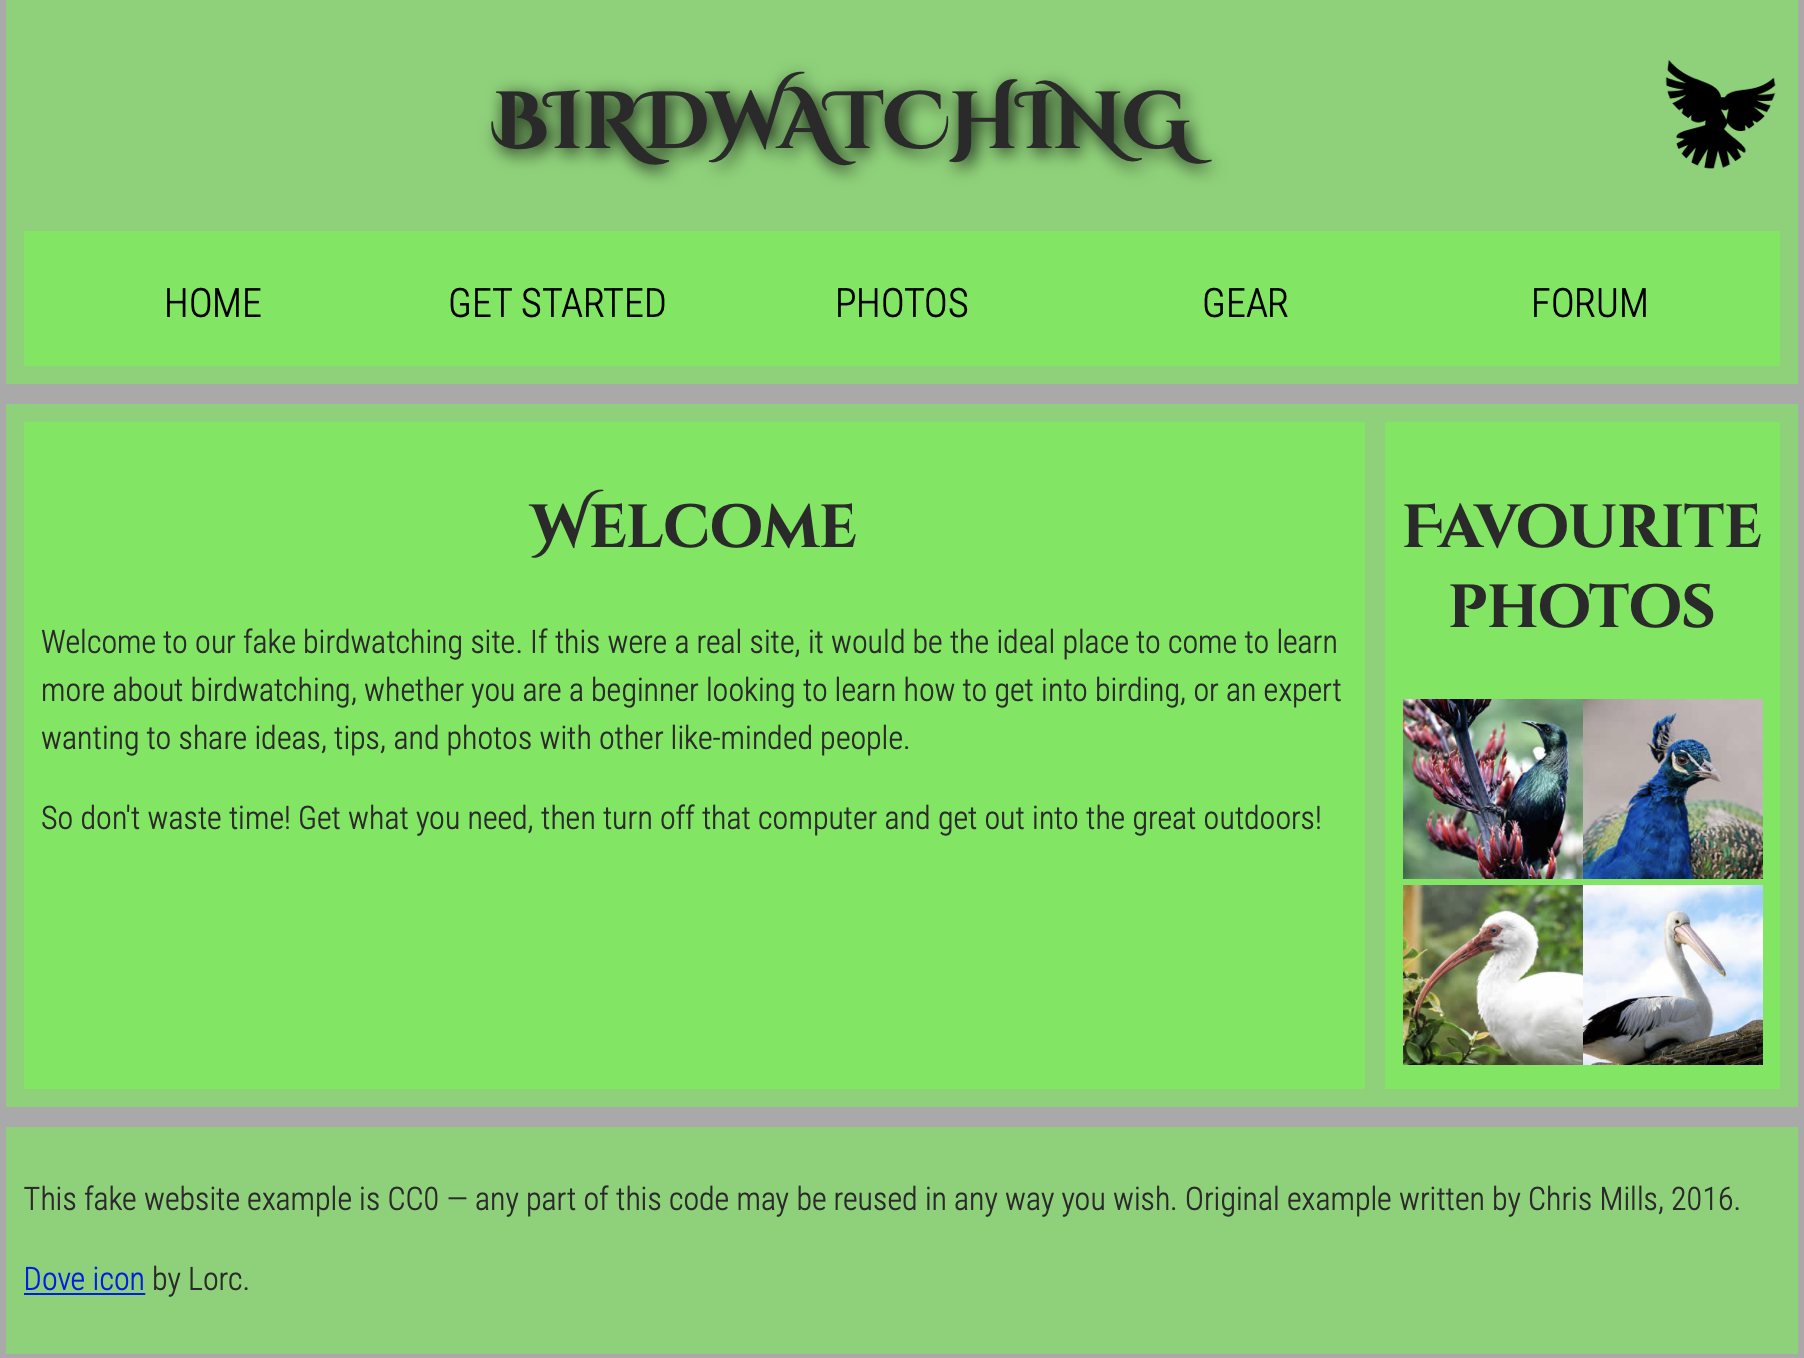 BIRDWATCHING
HOME
GET STARTED
PHOTOS
GEAR
FORUM
Welcome
Welcome to our fake birdwatching site. If this were a real site, it would be the ideal place to come to learn
more about birdwatching, whether you are a beginner looking to learn how to get into birding, or an expert
wanting to share ideas, tips, and photos with other like-minded people.
So don't waste time! Get what you need, then turn off that computer and get out into the great outdoors!
Favourite
photos
This fake website example is CC0 — any part of this code may be reused in any way you wish. Original example written by Chris Mills, 2016.
Dove icon by Lorc.